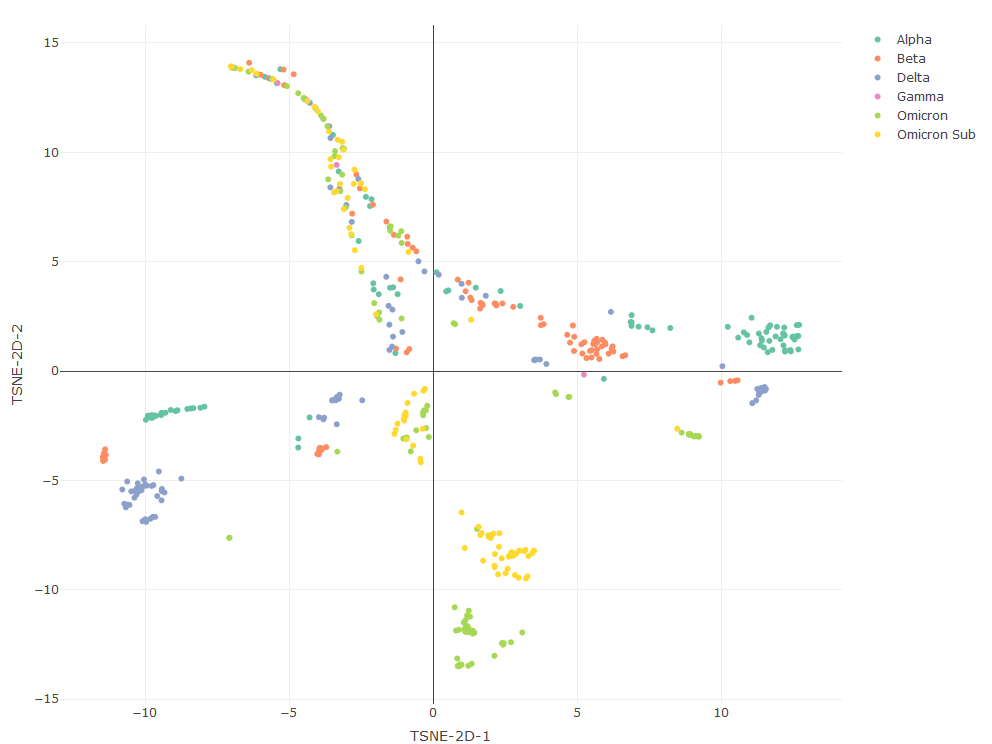 Alpha
Beta
Delta
Gamma
Omicron
Omicron Sub
15
10
5
0
−5
−10
−15
−10
−5
0
5
10
TSNE-2D-1
TSNE-2D-2